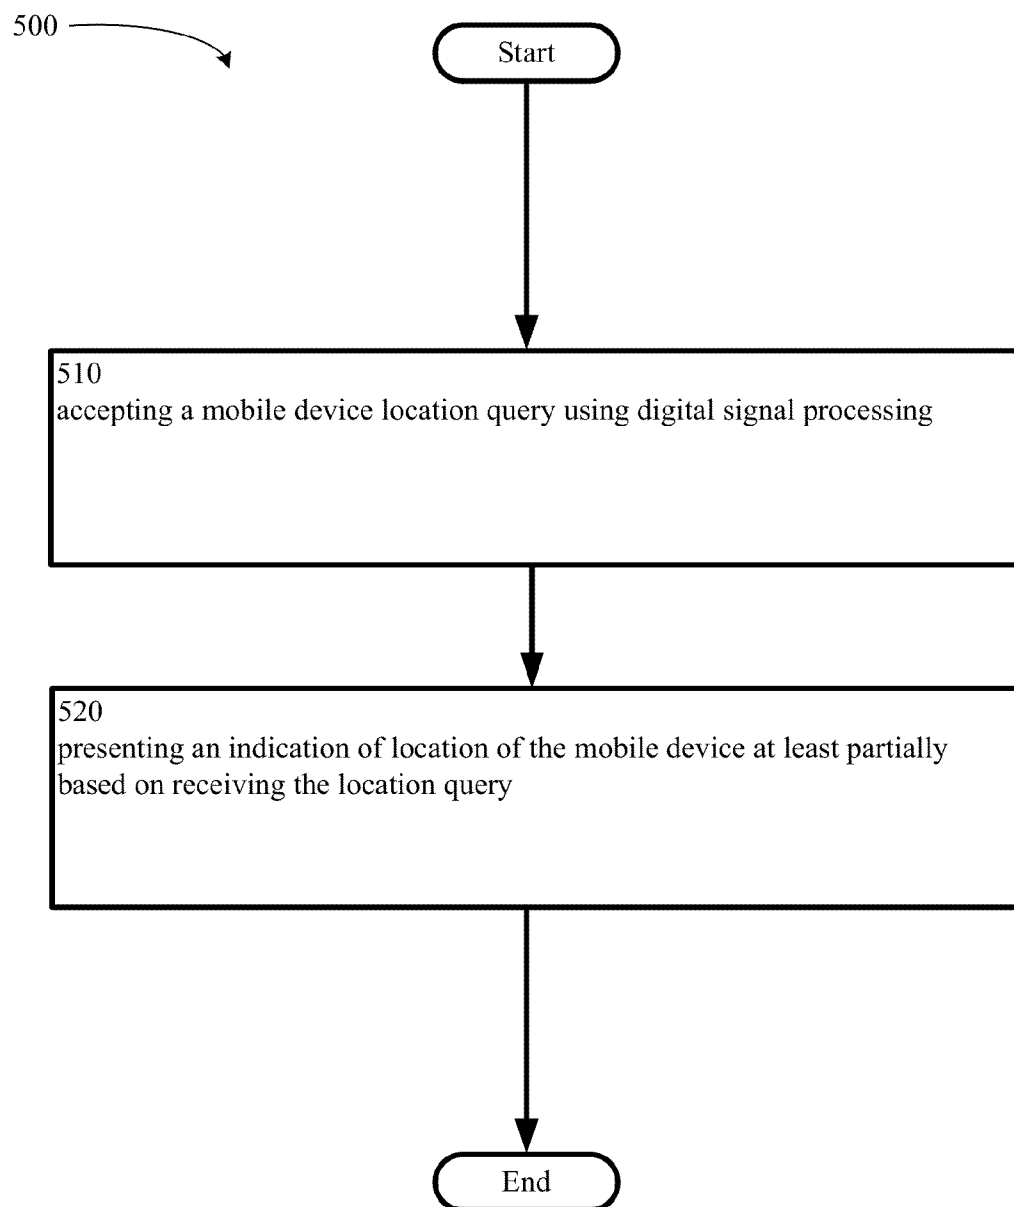 500
Start
510
accepting a mobile device location query using digital signal processing
520
presenting an indication of location of the mobile device at least partially
based on receiving the location query
End